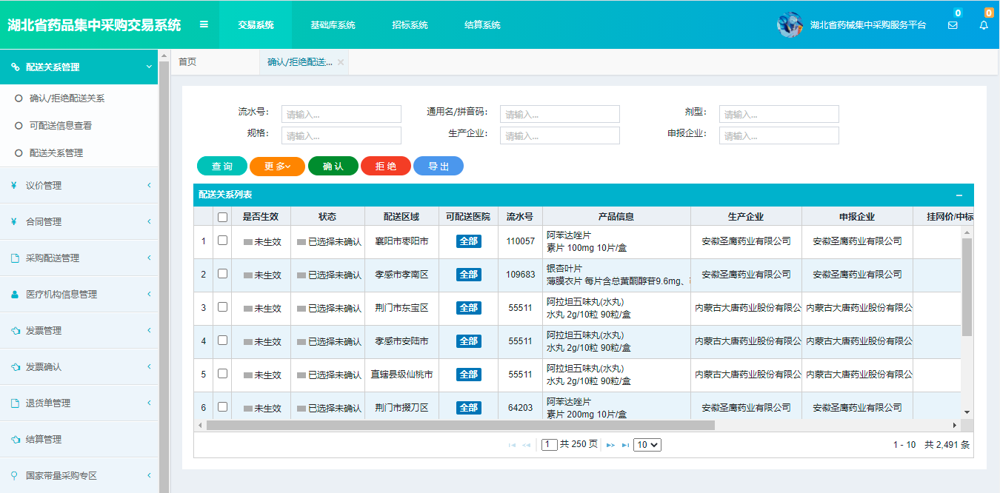 湖北省药品集中采购交易系统
交易系统 基础库系统 招标系统 结算系统
湖北省药械集中采购服务平台 0 0
配送关系管理
确认/拒绝配送关系
可配送信息查看
配送关系管理
议价管理
合同管理
采购配送管理
医疗机构信息管理
发票管理
发票确认
退货单管理
结算管理
国家带量采购专区
首页 确认/拒绝配送...
流水号: 请输入... 通用名/拼音码: 请输入... 剂型: 请输入...
规格: 请输入... 生产企业: 请输入... 申报企业: 请输入...
查 询 更 多 确 认 拒 绝 导 出
配送关系列表
是否生效 状态 配送区域 可配送医院 流水号 产品信息 生产企业 申报企业 挂网价/中标
1 未生效 已选择未确认 襄阳市枣阳市 全部 110057 阿苯达唑片 安徽圣鹰药业有限公司 安徽圣鹰药业有限公司
素片 100mg 10片/盒
2 未生效 已选择未确认 孝感市孝南区 全部 109683 银杏叶片 安徽圣鹰药业有限公司 安徽圣鹰药业有限公司
薄膜衣片 每片含总黄酮醇苷9.6mg、
3 未生效 已选择未确认 荆门市东宝区 全部 55511 阿拉坦五味丸(水丸) 内蒙古大唐药业股份有限公 内蒙古大唐药业股份有限公
水丸 2g/10粒 90粒/盒
4 未生效 已选择未确认 孝感市安陆市 全部 55511 阿拉坦五味丸(水丸) 内蒙古大唐药业股份有限公 内蒙古大唐药业股份有限公
水丸 2g/10粒 90粒/盒
5 未生效 已选择未确认 直辖县级仙桃市 全部 55511 阿拉坦五味丸(水丸) 内蒙古大唐药业股份有限公 内蒙古大唐药业股份有限公
水丸 2g/10粒 90粒/盒
6 未生效 已选择未确认 荆门市掇刀区 全部 64203 阿苯达唑片 安徽圣鹰药业有限公司 安徽圣鹰药业有限公司
素片 200mg 10片/盒
1 共 250 页 10 1 - 10 共 2,491 条